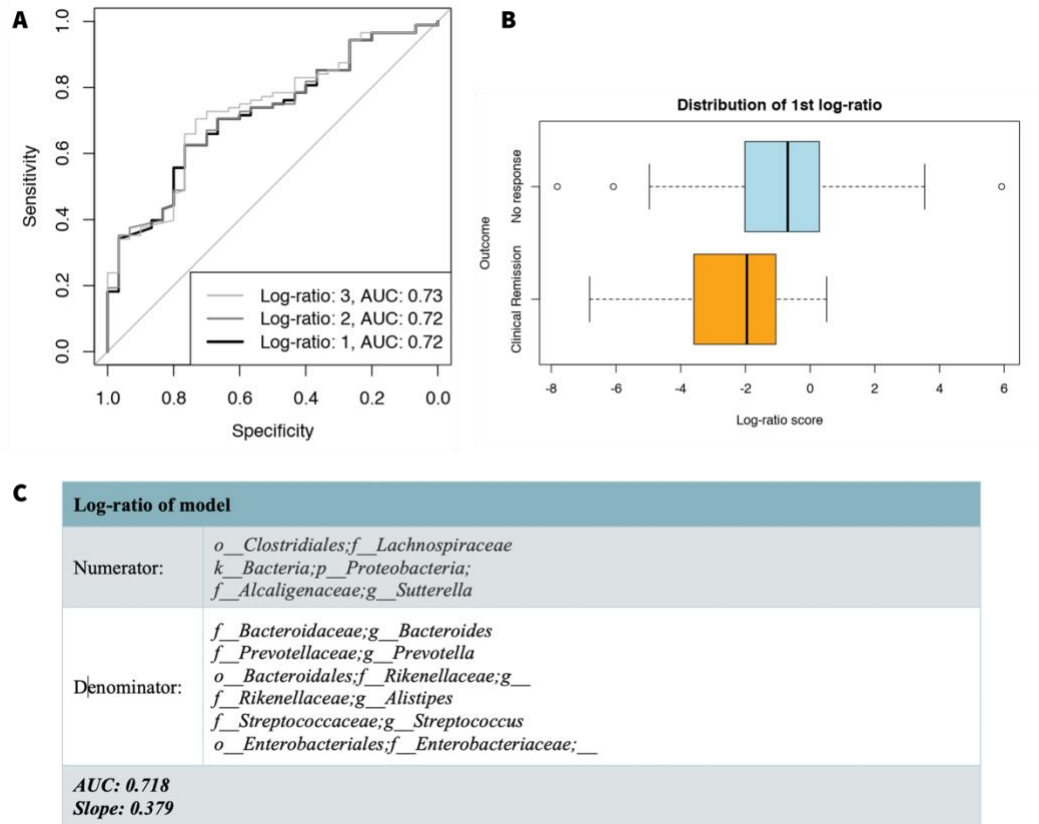 A
1.0
0.8
0.6
0.4
0.2
0.0
Sensitivity
Log-ratio: 3, AUC: 0.73
Log-ratio: 2, AUC: 0.72
Log-ratio: 1, AUC: 0.72
1.0 0.8 0.6 0.4 0.2 0.0
Specificity
B
Distribution of 1st log-ratio
Outcome
No response
Clinical Remission
-8 -6 -4 -2 0 2 4 6
Log-ratio score
C
Log-ratio of model
Numerator:
o__Clostridiales;f__Lachnospiraceae
k__Bacteria;p__Proteobacteria;
f__Alcaligenaceae;g__Sutterella
Denominator:
f__Bacteroidaceae;g__Bacteroides
f__Prevotellaceae;g__Prevotella
o__Bacteroidales;f__Rikenellaceae;g__
f__Rikenellaceae;g__Alistipes
f__Streptococcaceae;g__Streptococcus
o__Enterobacteriales;f__Enterobacteriaceae;__
AUC: 0.718
Slope: 0.379